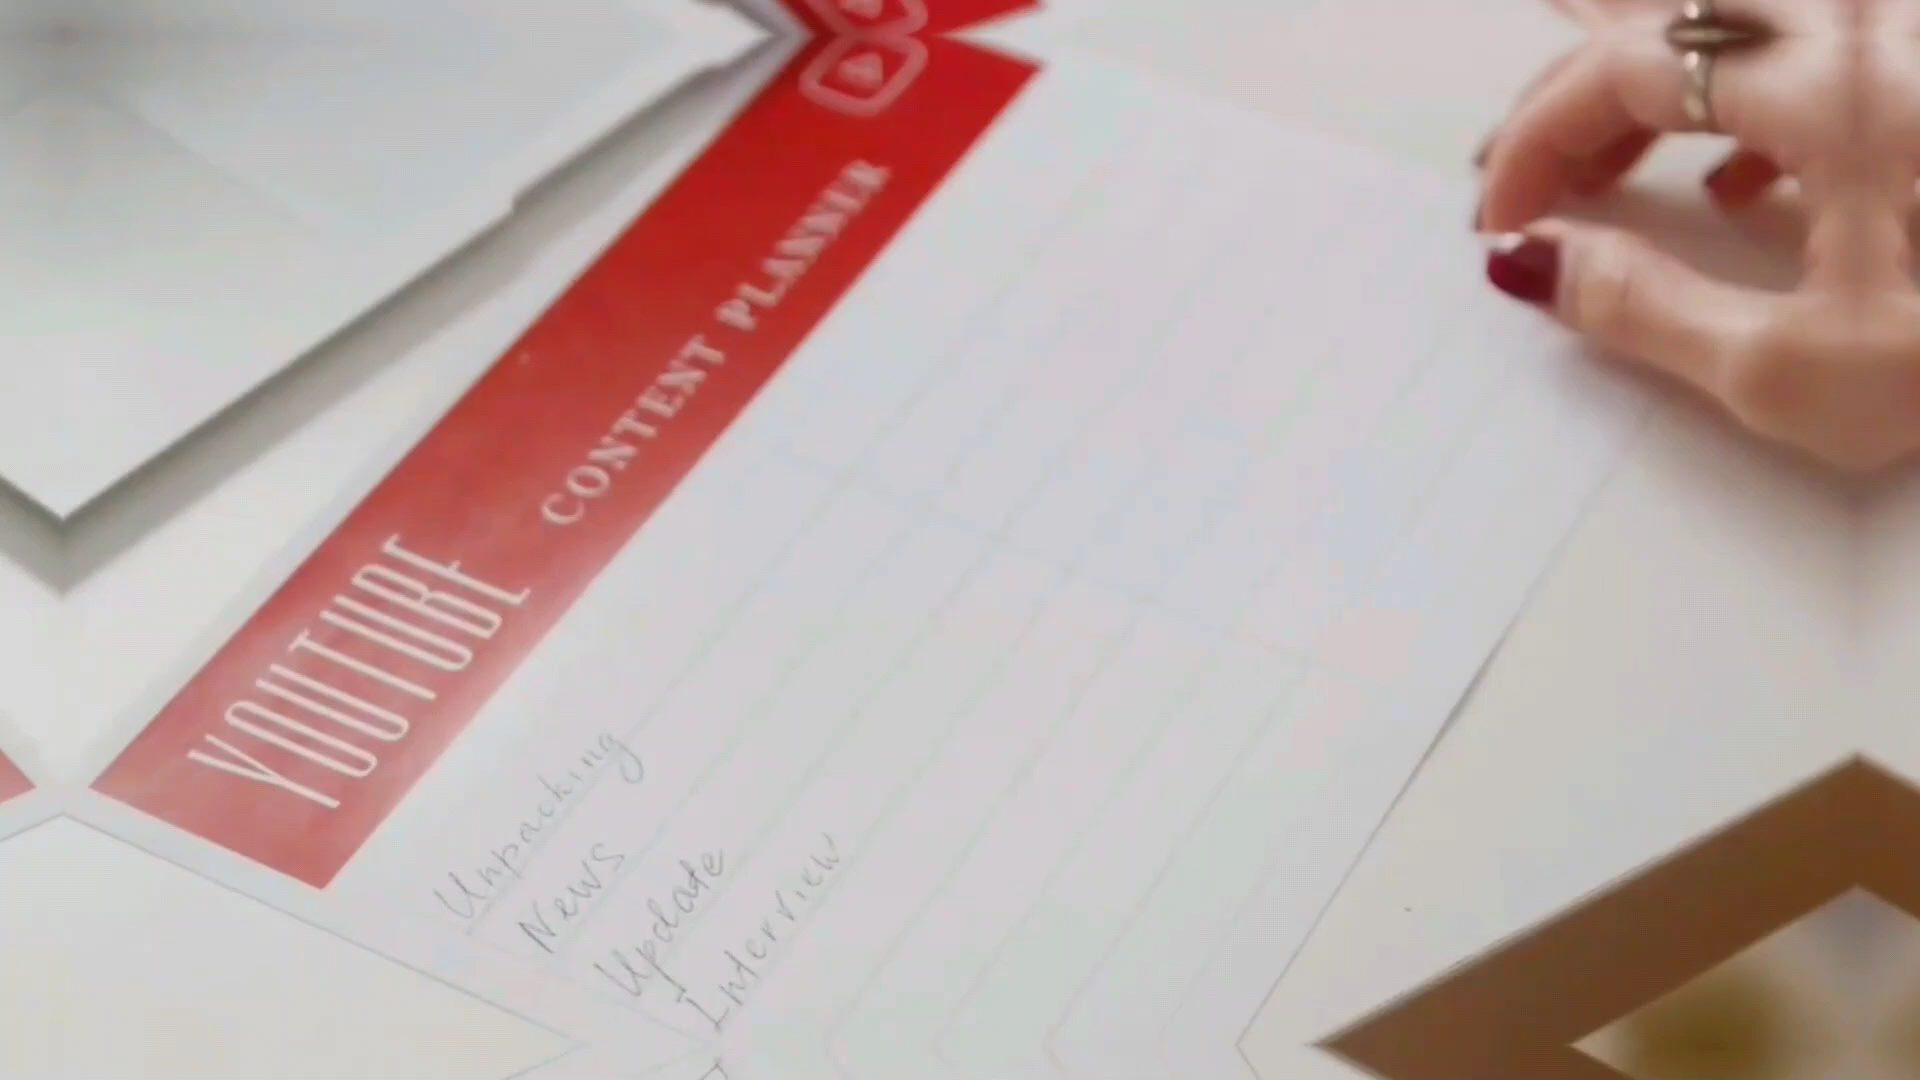 YOUTUBE CONTENT PLANNER
Unpacking
News
Update
Interview